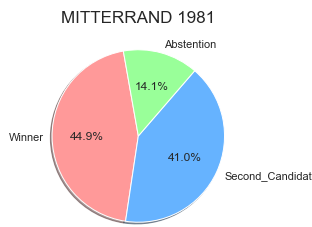 MITTERRAND 1981
Abstention
14.1%
Winner
44.9%
41.0%
Second_Candidat